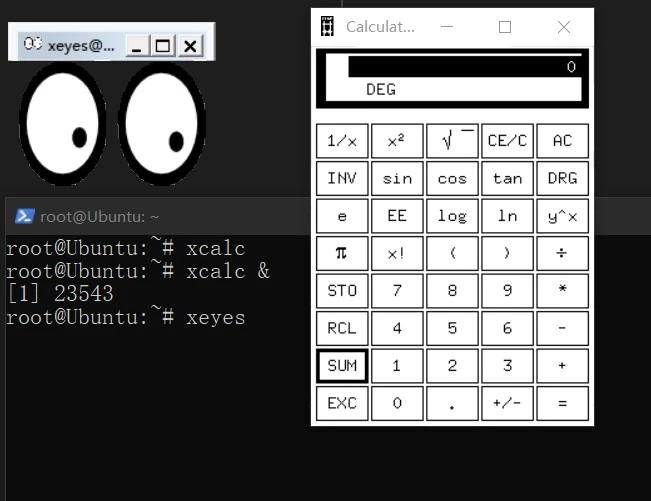 xeyes@...
Calculat...
0
DEG
1/x x² √‾ CE/C AC
INV sin cos tan DRG
e EE log ln y^x
π x! ( ) ÷
STO 7 8 9 *
RCL 4 5 6 -
SUM 1 2 3 +
EXC 0 . +/- =
root@Ubuntu: ~
root@Ubuntu:~# xcalc
root@Ubuntu:~# xcalc &
[1] 23543
root@Ubuntu:~# xeyes